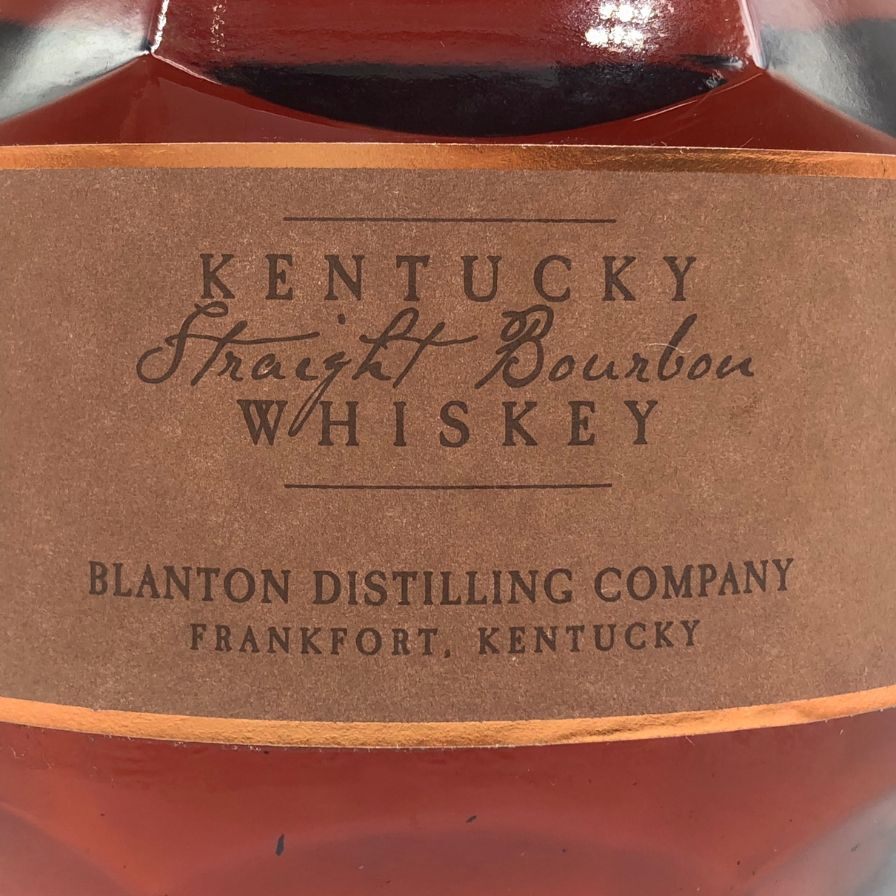 KENTUCKY
Straight Bourbon
WHISKEY
BLANTON DISTILLING COMPANY
FRANKFORT, KENTUCKY